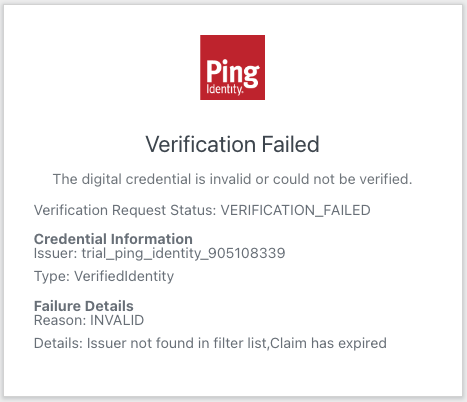 Ping
Identity.
Verification Failed
The digital credential is invalid or could not be verified.
Verification Request Status: VERIFICATION_FAILED
Credential Information
Issuer: trial_ping_identity_905108339
Type: VerifiedIdentity
Failure Details
Reason: INVALID
Details: Issuer not found in filter list,Claim has expired